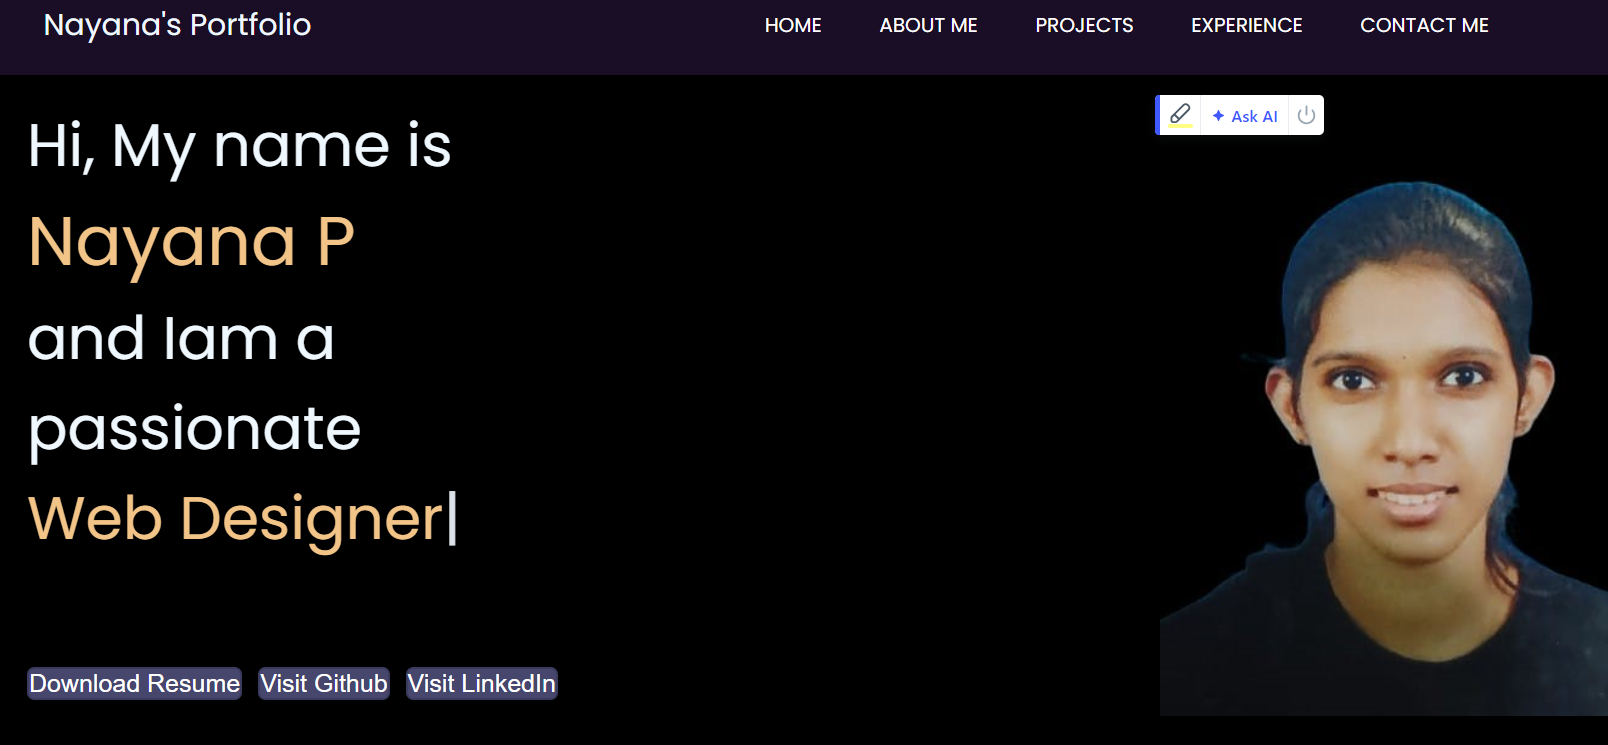 Nayana's Portfolio
HOME ABOUT ME PROJECTS EXPERIENCE CONTACT ME
Ask AI
Hi, My name is
Nayana P
and Iam a
passionate
Web Designer|
Download Resume Visit Github Visit LinkedIn